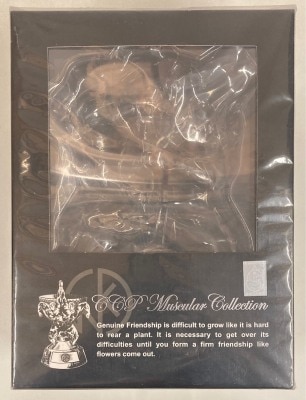 CCP Muscular Collection
Genuine Friendship is difficult to grow like it is hard
to rear a plant. It is necessary to get over its
difficulties until you form a firm friendship like
flowers come out.